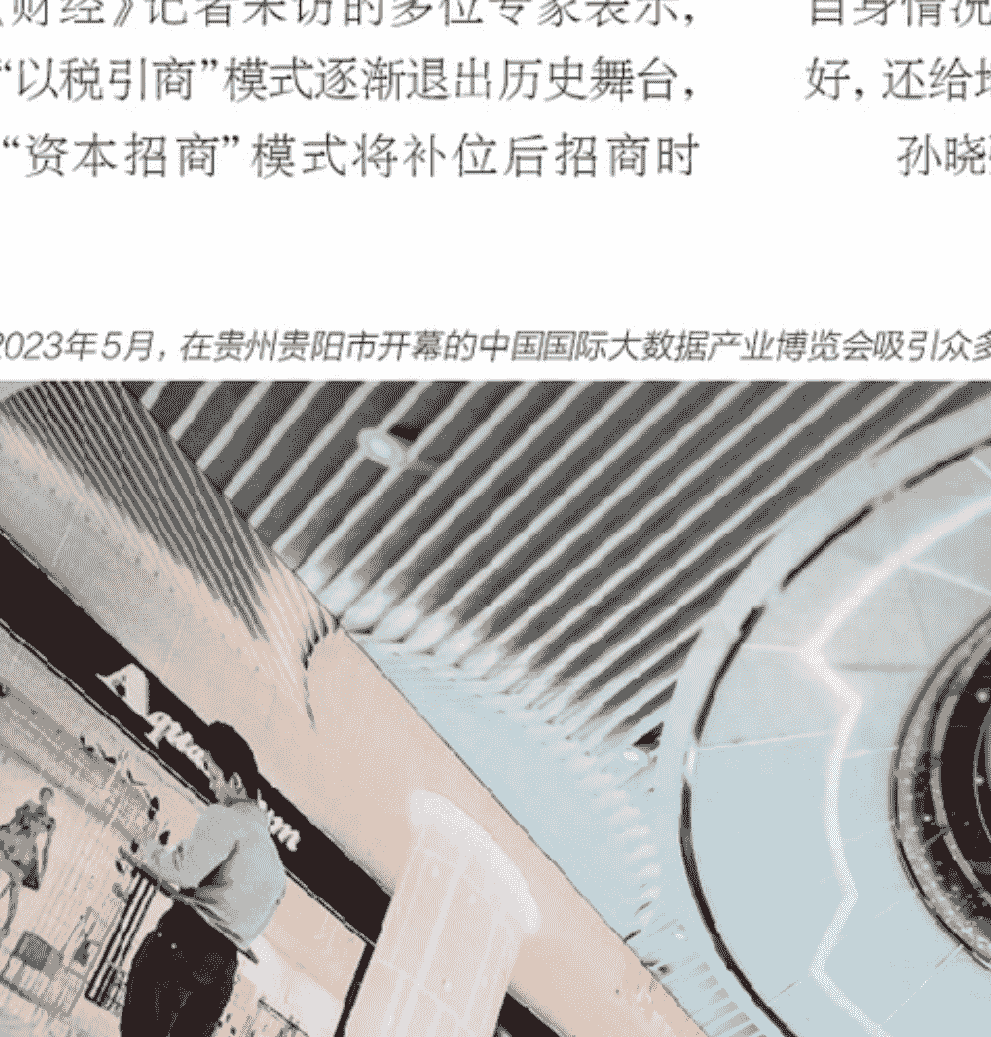 《财经》记者采访的多位专家表示，
“以税引商”模式逐渐退出历史舞台，
“资本招商”模式将补位后招商时
自身情况
好，还给地
孙晓
2023年5月，在贵州贵阳市开幕的中国国际大数据产业博览会吸引众多
Aquarium